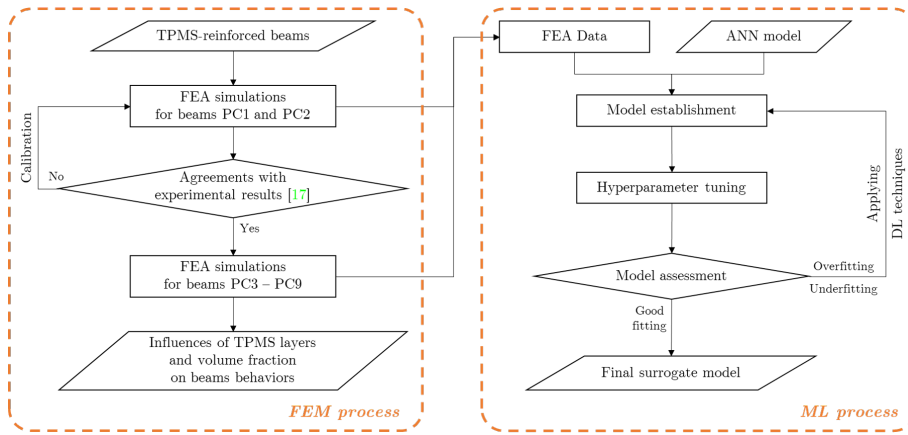 TPMS-reinforced beams
FEA simulations
for beams PC1 and PC2
Calibration
No
Agreements with
experimental results [17]
Yes
FEA simulations
for beams PC3 – PC9
Influences of TPMS layers
and volume fraction
on beams behaviors
FEM process
FEA Data
ANN model
Model establishment
Hyperparameter tuning
Applying
DL techniques
Model assessment
Overfitting
Underfitting
Good
fitting
Final surrogate model
ML process